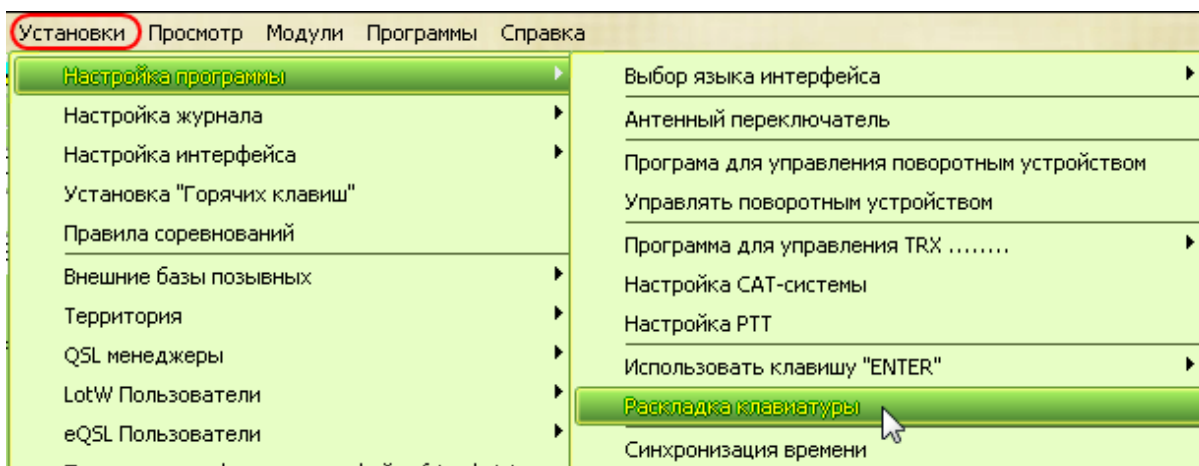 Установки Просмотр Модули Программы Справка
Настройка программы
Настройка журнала
Настройка интерфейса
Установка "Горячих клавиш"
Правила соревнований
Внешние базы позывных
Территория
QSL менеджеры
LotW Пользователи
eQSL Пользователи
Выбор языка интерфейса
Антенный переключатель
Програма для управления поворотным устройством
Управлять поворотным устройством
Программа для управления TRX ........
Настройка CAT-системы
Настройка PTT
Использовать клавишу "ENTER"
Раскладка клавиатуры
Синхронизация времени